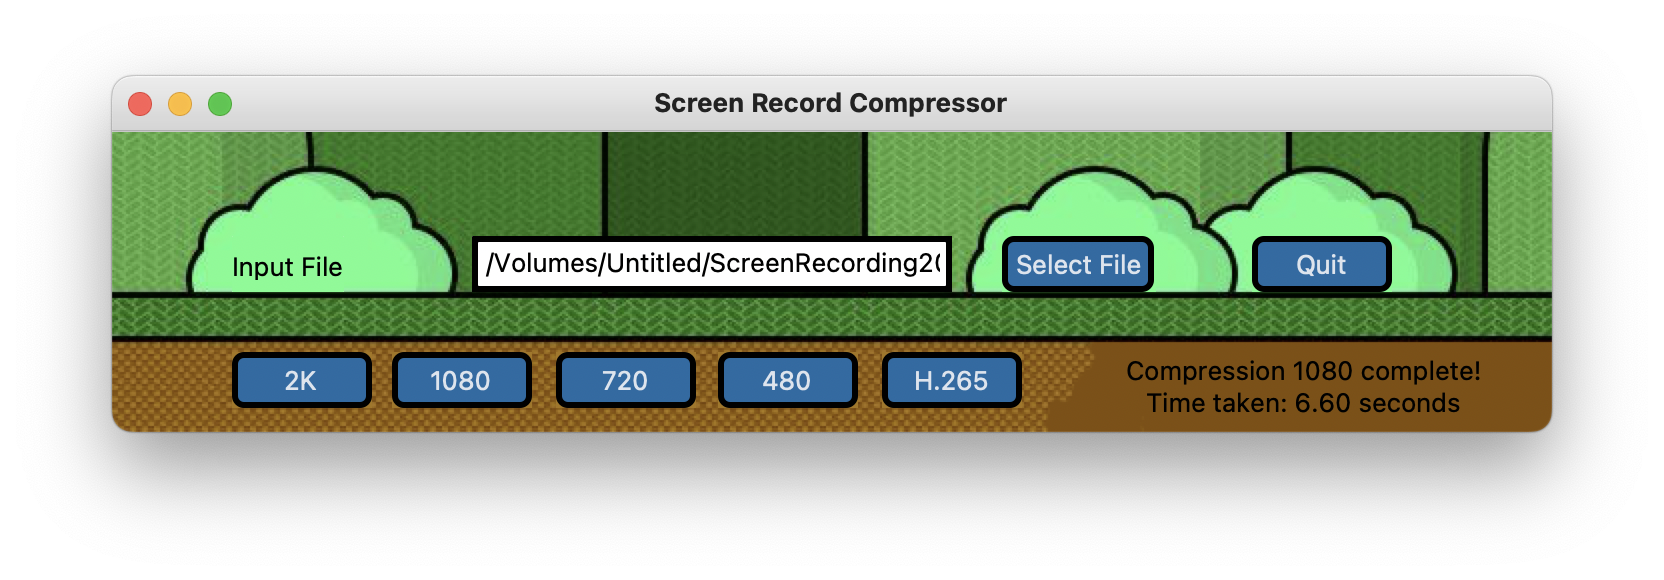 Screen Record Compressor
Input File
/Volumes/Untitled/ScreenRecording2
Select File
Quit
2K
1080
720
480
H.265
Compression 1080 complete!
Time taken: 6.60 seconds